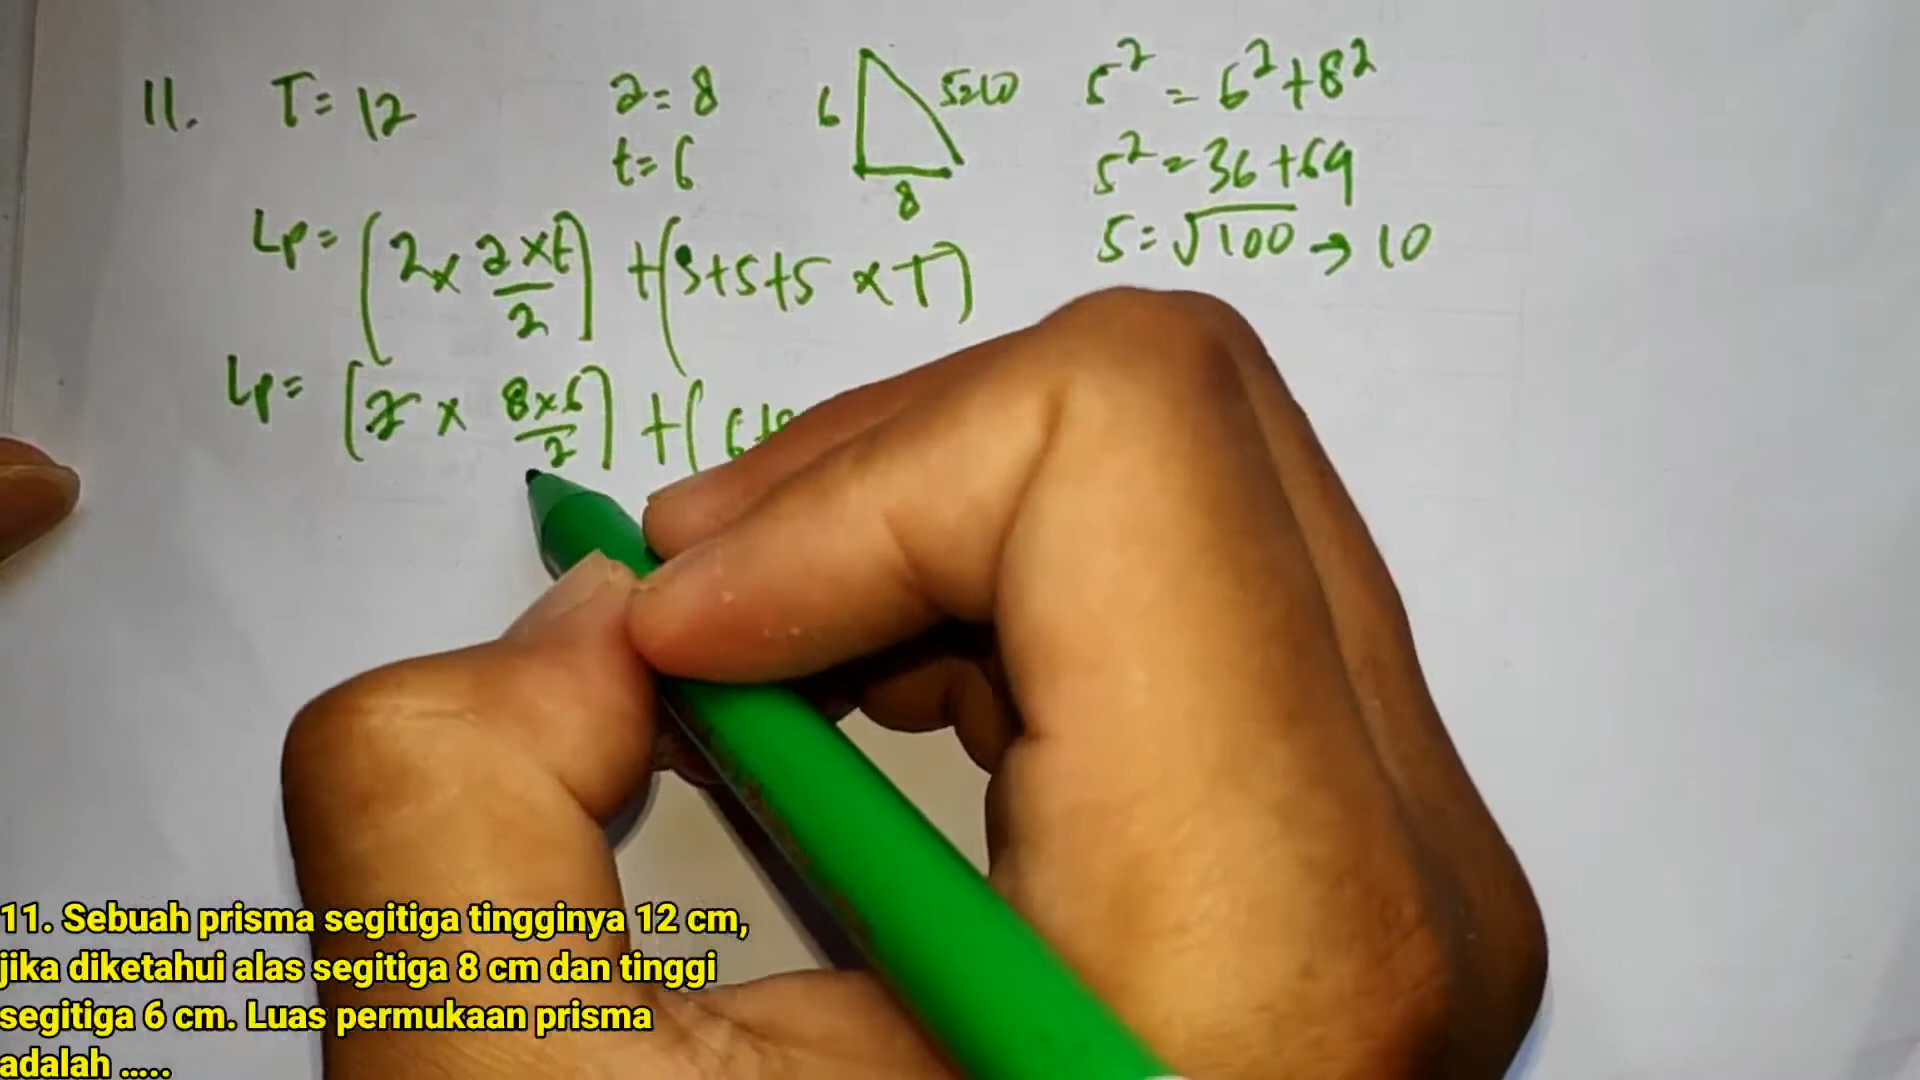 11. T = 12 a = 8 6 s=10 s² = 6² + 8²
t = 6 8 s² = 36 + 64
Lp = (2 × a × t / 2) + (s + s + s × T) s = √100 → 10
Lp = (2 × 8 × 6 / 2) + ( 6 +
11. Sebuah prisma segitiga tingginya 12 cm,
jika diketahui alas segitiga 8 cm dan tinggi
segitiga 6 cm. Luas permukaan prisma
adalah .....